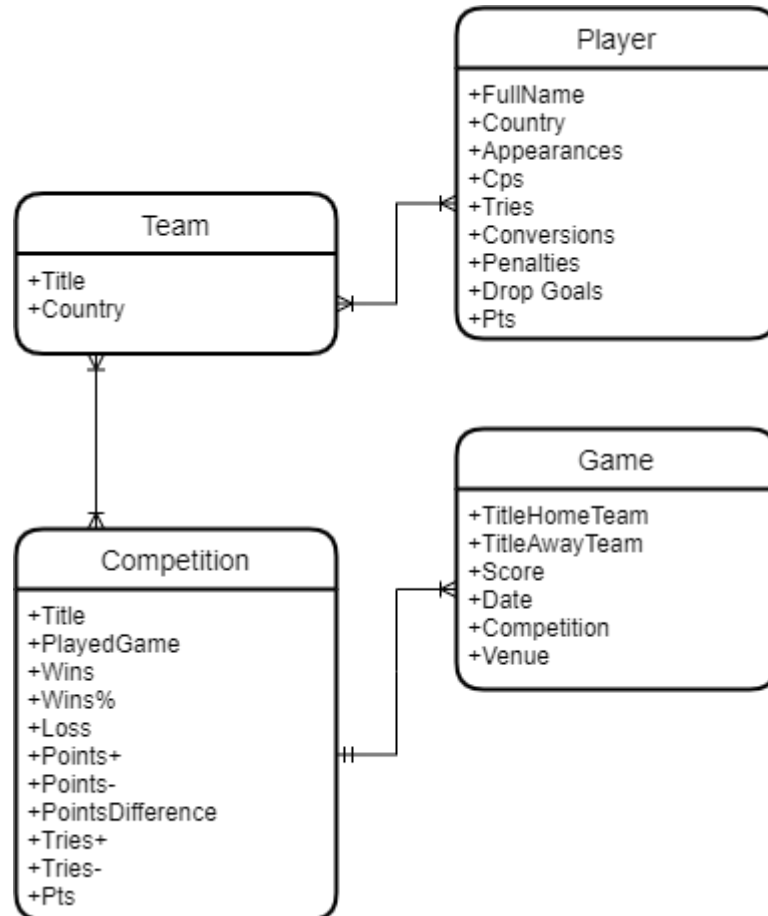 Player
+FullName
+Country
+Appearances
+Cps
+Tries
+Conversions
+Penalties
+Drop Goals
+Pts
Team
+Title
+Country
Game
+TitleHomeTeam
+TitleAwayTeam
+Score
+Date
+Competition
+Venue
Competition
+Title
+PlayedGame
+Wins
+Wins%
+Loss
+Points+
+Points-
+PointsDifference
+Tries+
+Tries-
+Pts